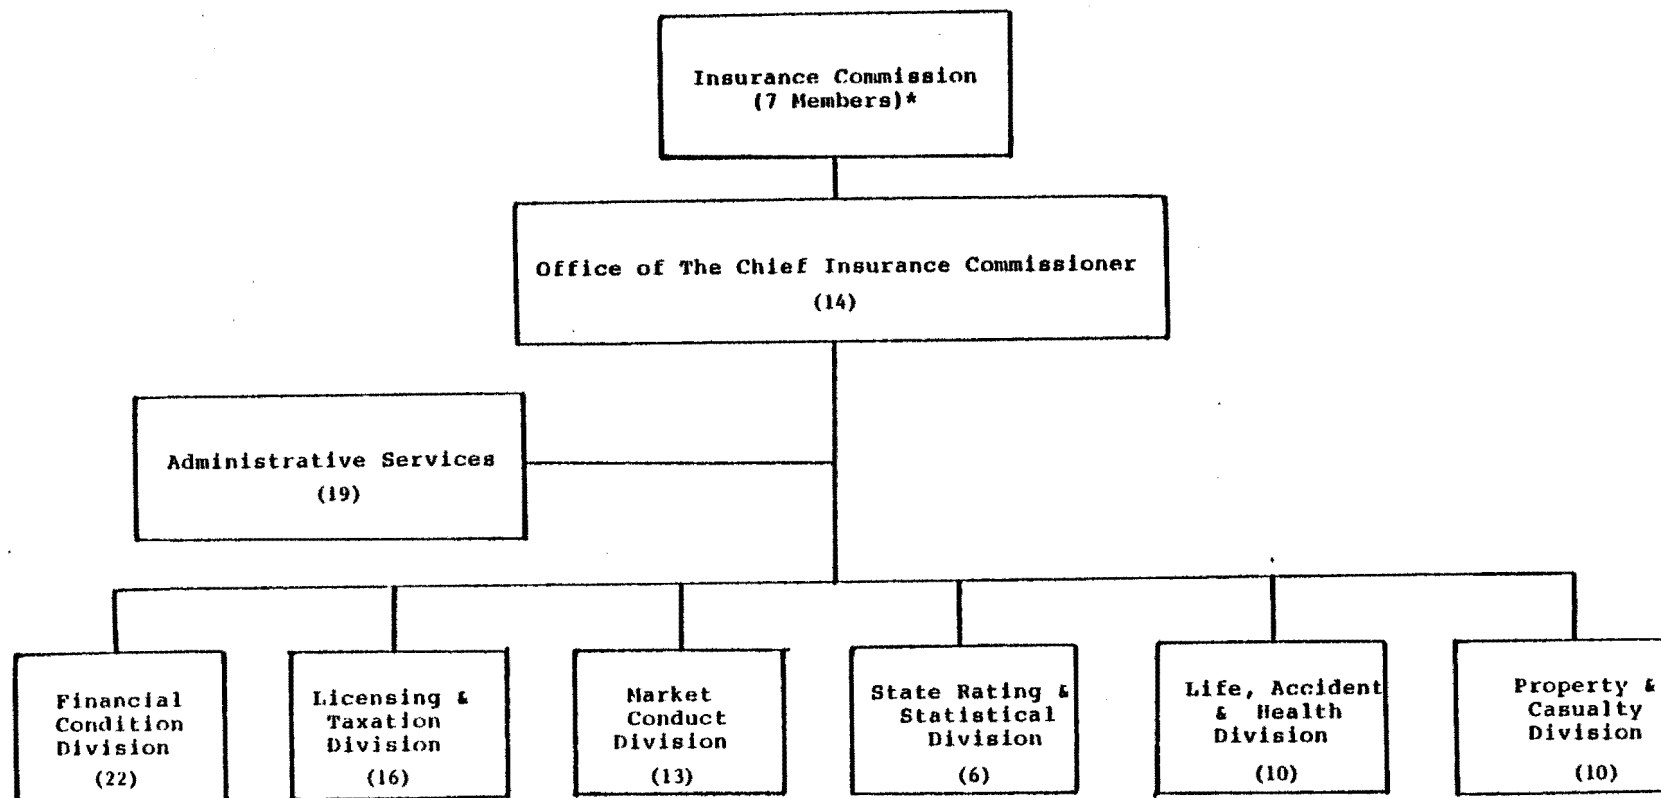 Insurance Commission
(7 Members)*
Office of The Chief Insurance Commissioner
(14)
Administrative Services
(19)
Financial
Condition
Division
(22)
Licensing &
Taxation
Division
(16)
Market
Conduct
Division
(13)
State Rating &
Statistical
Division
(6)
Life, Accident
& Health
Division
(10)
Property &
Casualty
Division
(10)